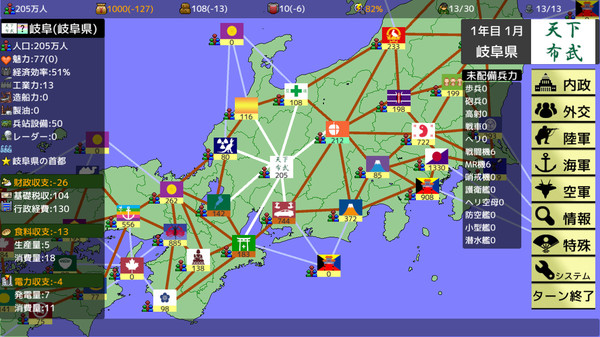 205万人
1000(-127)
108(-13)
10(-6)
82%
13/30
13/13
岐阜(岐阜県)
人口:205万人
魅力:77(0)
経済効率:51%
工業力:13
造船力:0
製油:0
兵站設備:50
レーダー:0
岐阜県の首都
財政収支:-26
基礎税収:104
行政経費:130
食料収支:-13
生産量:5
消費量:18
電力収支:-4
発電量:7
消費量:11
1年目 1月
岐阜県
天下
布武
未配備兵力
歩兵0
砲兵0
高射0
戦車0
ヘリ0
戦闘機6
MR機6
哨戒機0
護衛艦0
ヘリ空母0
防空艦0
小型艦0
潜水艦0
内政
外交
陸軍
海軍
空軍
情報
特殊
システム
ターン終了
0
233
199
108
198
116
212
722
80
1330
天下
布武
205
85
908
0
262
142
744
372
556
885
183
138
0
0
98
77
75